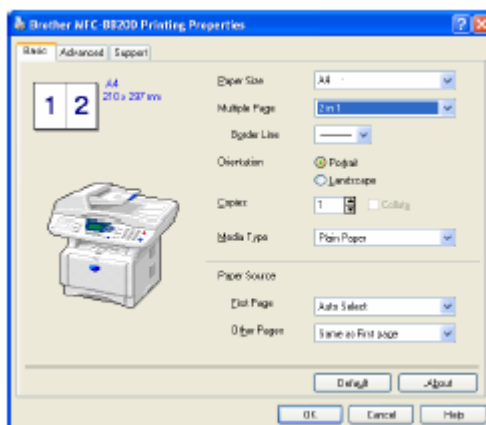 Brother MFC-8820D Printing Properties
Basic Advanced Support
1 2
A4
210 x 297 mm
Paper Size A4
Multiple Page 2 in 1
Border Line
Orientation Portrait
Landscape
Copies 1 Collate
Media Type Plain Paper
Paper Source
First Page Auto Select
Other Pages Same as First page
Default About
OK Cancel Help